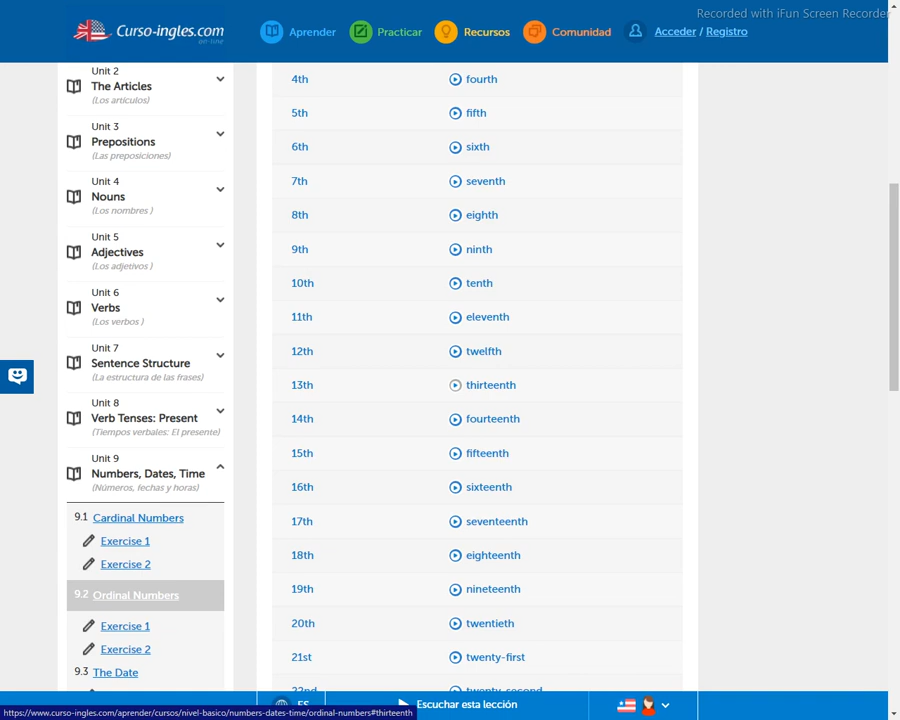 Recorded with iFun Screen Recorder
Curso-ingles.com
on-line
Aprender
Practicar
Recursos
Comunidad
Acceder / Registro
Unit 2
The Articles
(Los artículos)
Unit 3
Prepositions
(Las preposiciones)
Unit 4
Nouns
(Los nombres )
Unit 5
Adjectives
(Los adjetivos )
Unit 6
Verbs
(Los verbos )
Unit 7
Sentence Structure
(La estructura de las frases)
Unit 8
Verb Tenses: Present
(Tiempos verbales: El presente)
Unit 9
Numbers, Dates, Time
(Números, fechas y horas)
9.1 Cardinal Numbers
Exercise 1
Exercise 2
9.2 Ordinal Numbers
Exercise 1
Exercise 2
9.3 The Date
4th fourth
5th fifth
6th sixth
7th seventh
8th eighth
9th ninth
10th tenth
11th eleventh
12th twelfth
13th thirteenth
14th fourteenth
15th fifteenth
16th sixteenth
17th seventeenth
18th eighteenth
19th nineteenth
20th twentieth
21st twenty-first
22nd twenty-second
ES
Escuchar esta lección
https://www.curso-ingles.com/aprender/cursos/nivel-basico/numbers-dates-time/ordinal-numbers#thirteenth